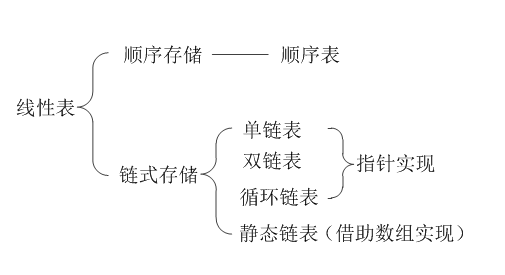 顺序存储 顺序表
线性表
单链表
双链表
链式存储 指针实现
循环链表
静态链表（借助数组实现）